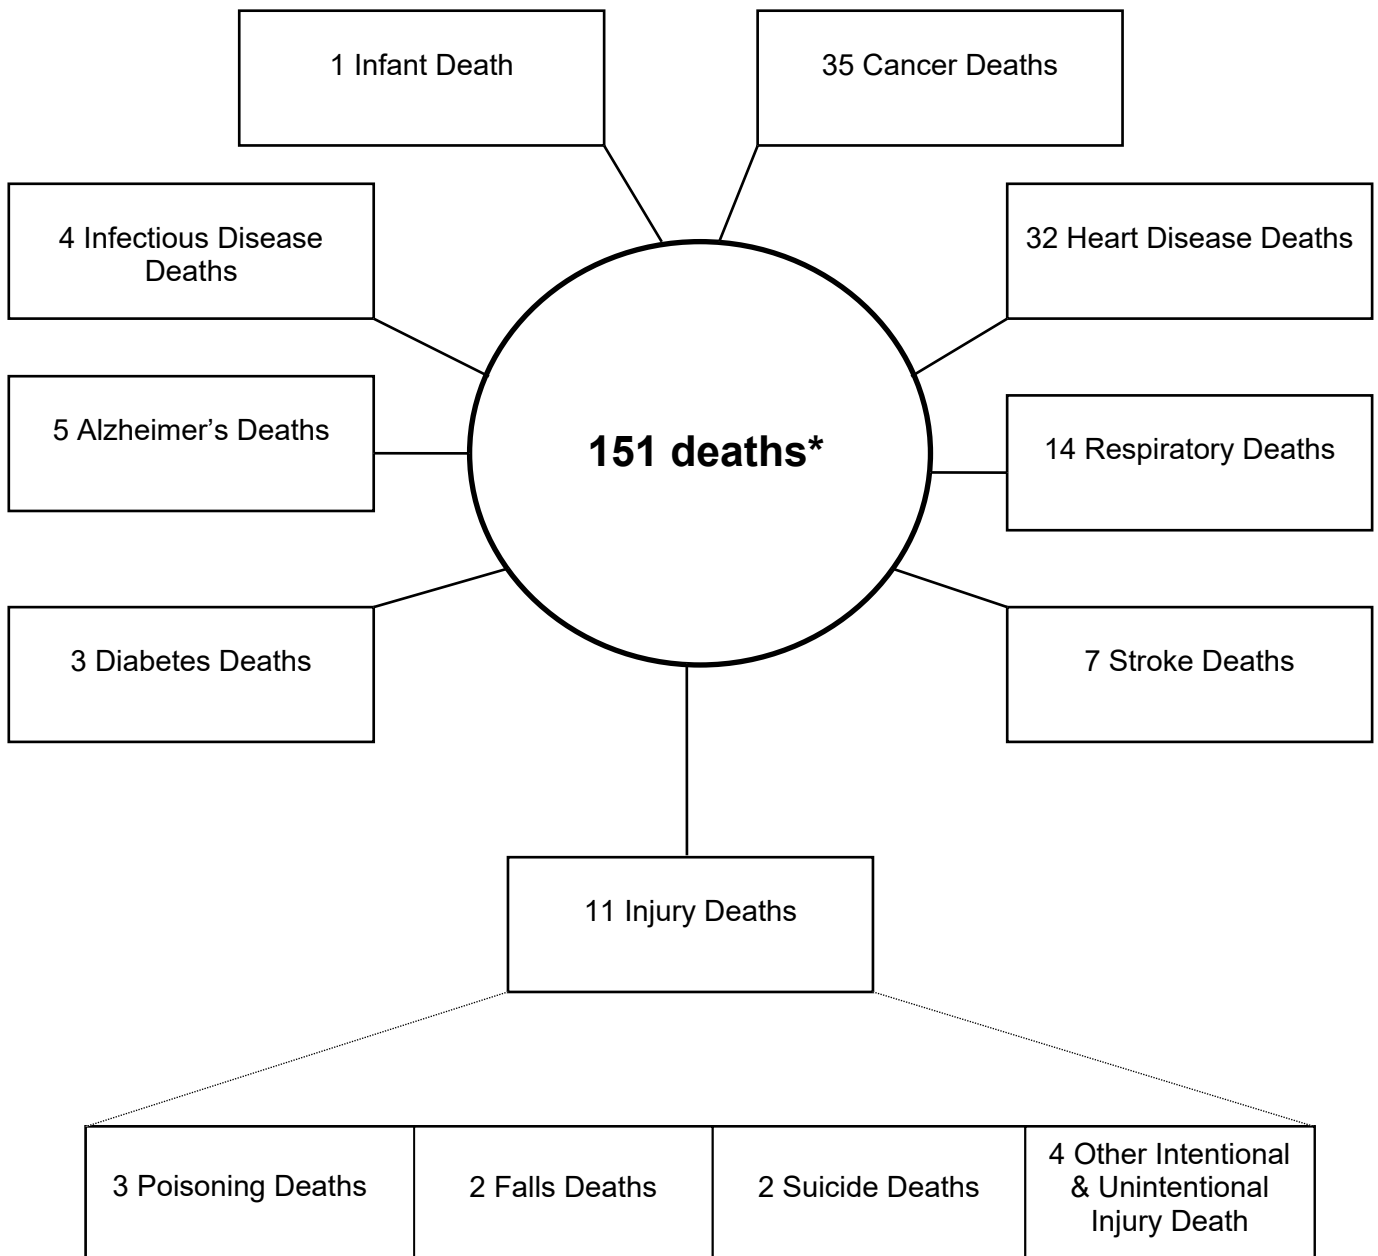 1 Infant Death
35 Cancer Deaths
4 Infectious Disease
Deaths
32 Heart Disease Deaths
5 Alzheimer’s Deaths
151 deaths*
14 Respiratory Deaths
3 Diabetes Deaths
7 Stroke Deaths
11 Injury Deaths
3 Poisoning Deaths
2 Falls Deaths
2 Suicide Deaths
4 Other Intentional
& Unintentional
Injury Death